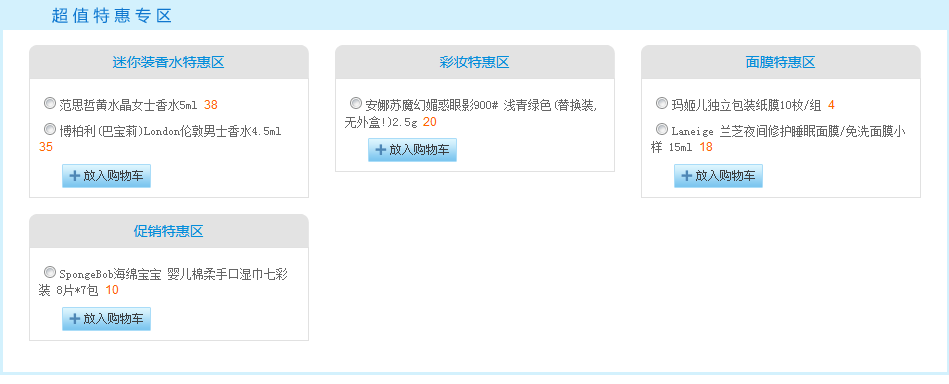 超值特惠专区
迷你装香水特惠区
范思哲黄水晶女士香水5ml 38
博柏利(巴宝莉)London伦敦男士香水4.5ml
35
放入购物车
彩妆特惠区
安娜苏魔幻媚惑眼影900# 浅青绿色(替换装,
无外盒!)2.5g 20
放入购物车
面膜特惠区
玛姬儿独立包装纸膜10枚/组 4
Laneige 兰芝夜间修护睡眠面膜/免洗面膜小
样 15ml 18
放入购物车
促销特惠区
SpongeBob海绵宝宝 婴儿棉柔手口湿巾七彩
装 8片*7包 10
放入购物车